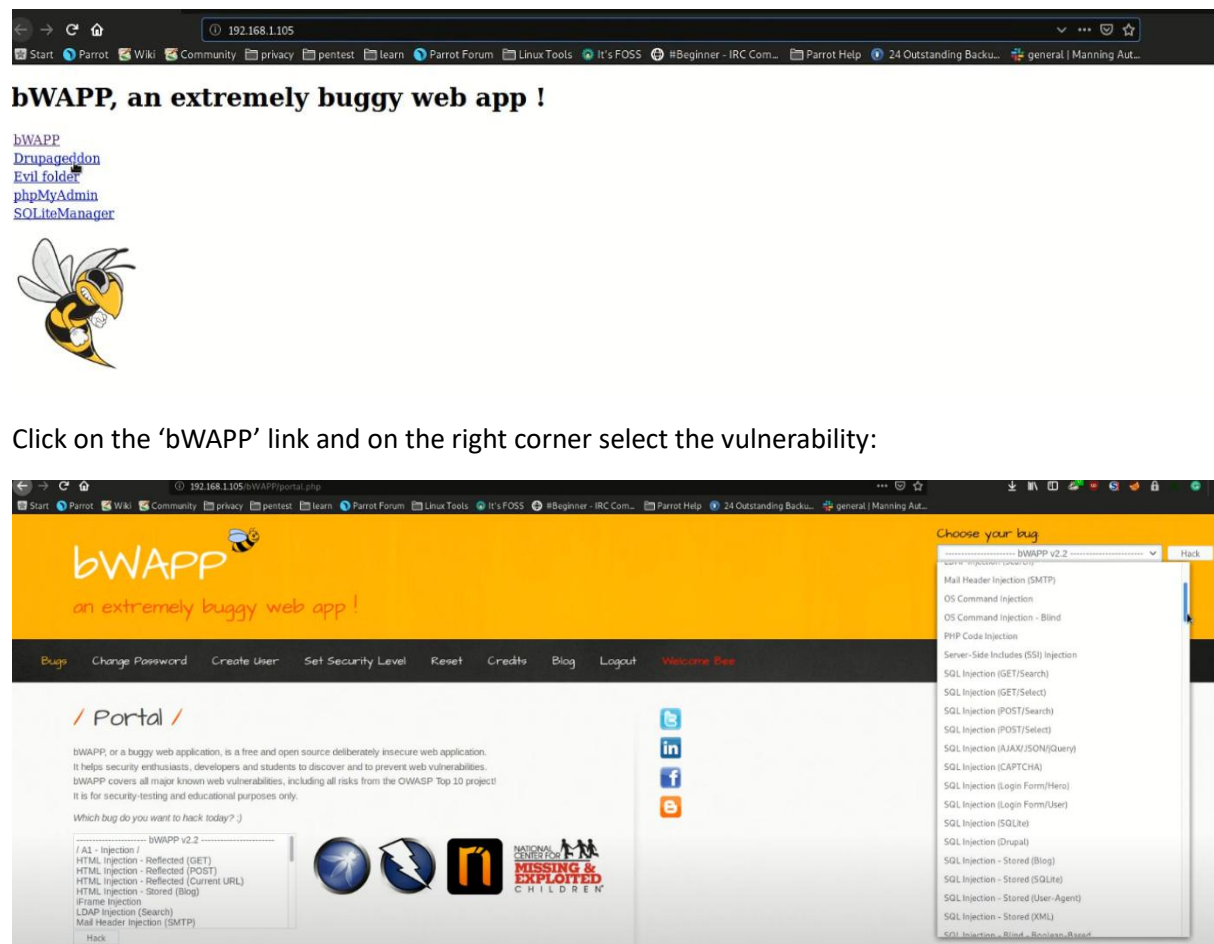 192.168.1.105
Start Parrot Wiki Community privacy pentest learn Parrot Forum Linux Tools It's FOSS #Beginner - IRC Com... Parrot Help 24 Outstanding Backu... general | Manning Aut...
bWAPP, an extremely buggy web app !
bWAPP
Drupageddon
Evil folder
phpMyAdmin
SQLiteManager
Click on the ‘bWAPP’ link and on the right corner select the vulnerability:
192.168.1.105/bWAPP/portal.php
Start Parrot Wiki Community privacy pentest learn Parrot Forum Linux Tools It's FOSS #Beginner - IRC Com... Parrot Help 24 Outstanding Backu... general | Manning Aut...
bWAPP
an extremely buggy web app !
Choose your bug:
---------------------- bWAPP v2.2 ----------------------- Hack
LDAP Injection (Search)
Mail Header Injection (SMTP)
OS Command Injection
OS Command Injection - Blind
PHP Code Injection
Server-Side Includes (SSI) Injection
SQL Injection (GET/Search)
SQL Injection (GET/Select)
SQL Injection (POST/Search)
SQL Injection (POST/Select)
SQL Injection (AJAX/JSON/jQuery)
SQL Injection (CAPTCHA)
SQL Injection (Login Form/Hero)
SQL Injection (Login Form/User)
SQL Injection (SQLite)
SQL Injection (Drupal)
SQL Injection - Stored (Blog)
SQL Injection - Stored (SQLite)
SQL Injection - Stored (User-Agent)
SQL Injection - Stored (XML)
SQL Injection - Blind - Boolean-Based
Bugs Change Password Create User Set Security Level Reset Credits Blog Logout Welcome Bee
/ Portal /
bWAPP, or a buggy web application, is a free and open source deliberately insecure web application.
It helps security enthusiasts, developers and students to discover and to prevent web vulnerabilities.
bWAPP covers all major known web vulnerabilities, including all risks from the OWASP Top 10 project!
It is for security-testing and educational purposes only.
Which bug do you want to hack today? :)
---------------------- bWAPP v2.2 -----------------------
/ A1 - Injection /
HTML Injection - Reflected (GET)
HTML Injection - Reflected (POST)
HTML Injection - Reflected (Current URL)
HTML Injection - Stored (Blog)
iFrame Injection
LDAP Injection (Search)
Mail Header Injection (SMTP)
Hack
NATIONAL
CENTER FOR
MISSING &
EXPLOITED
CHILDREN